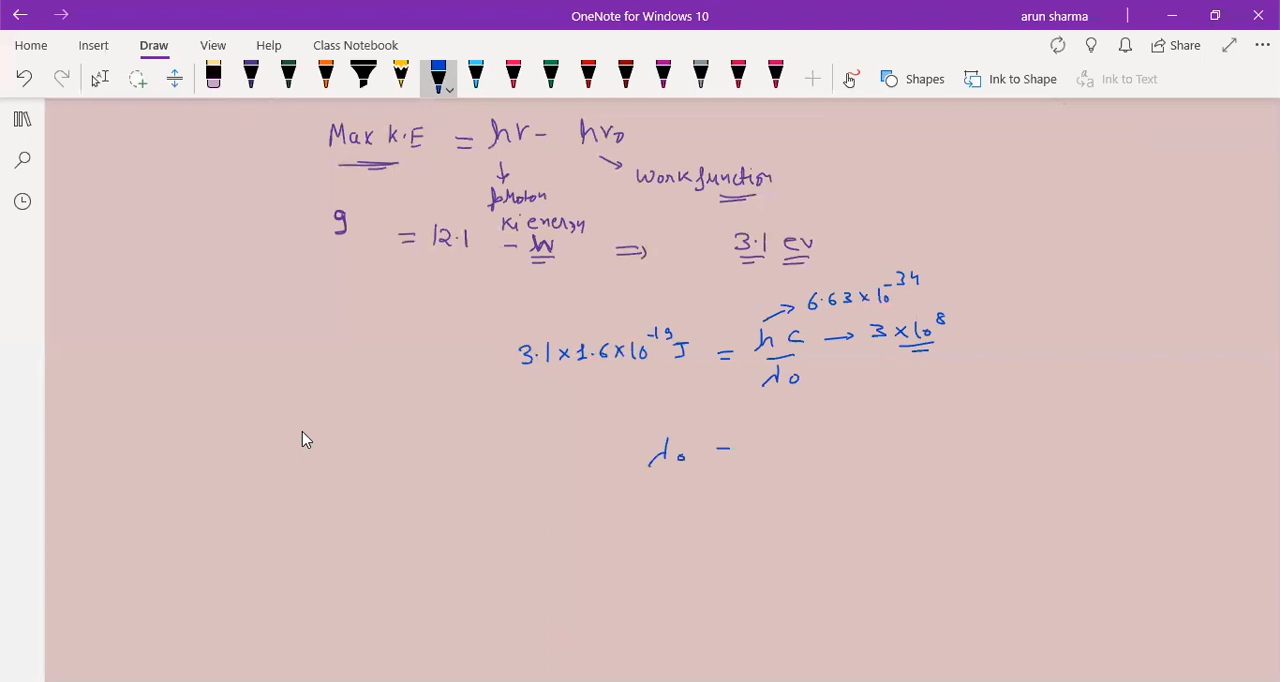 OneNote for Windows 10
arun sharma
Home Insert Draw View Help Class Notebook Share
Shapes Ink to Shape Ink to Text
Max K.E = hν - hν₀
photon workfunction
ki energy
9 = 12.1 - W ⇒ 3.1 ev
6.63 × 10⁻³⁴
3.1 × 1.6 × 10⁻¹⁹ J = hc/λ₀ → 3 × 10⁸
λ₀ -